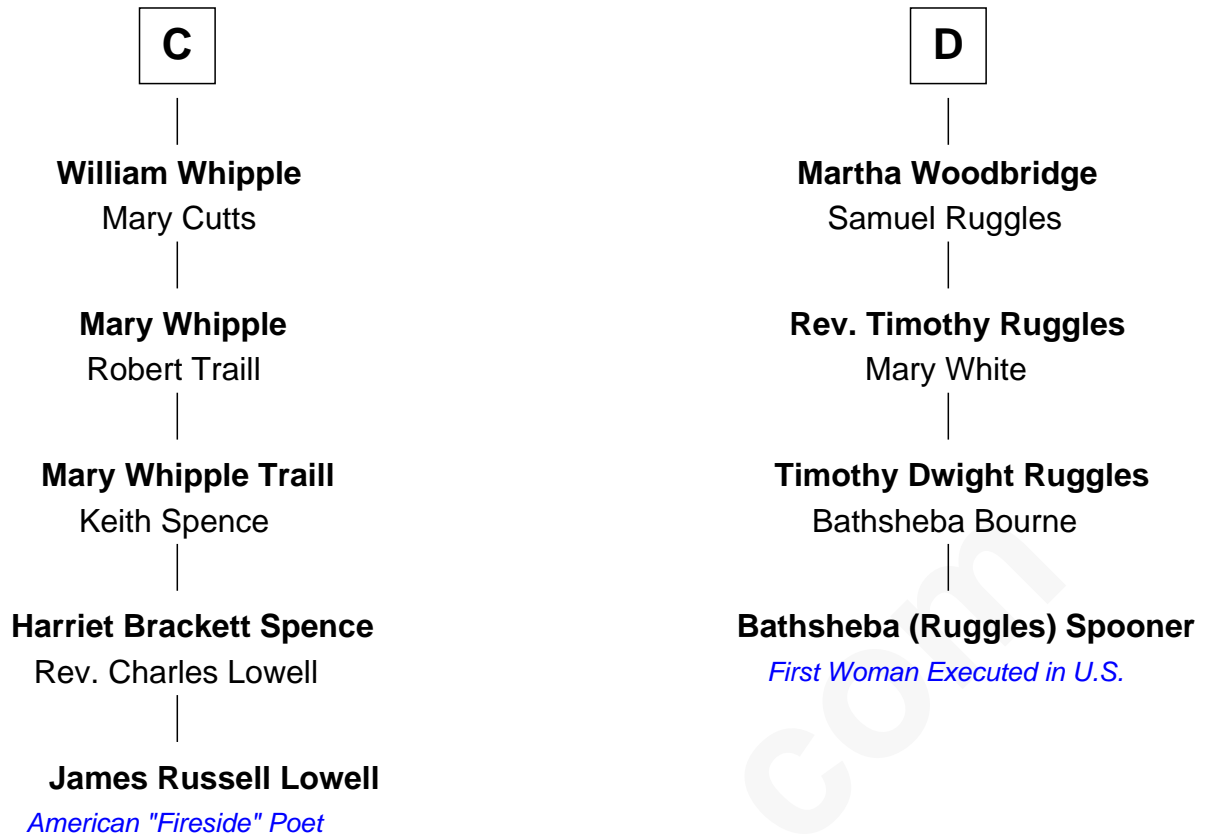 C
William Whipple
Mary Cutts
Mary Whipple
Robert Traill
Mary Whipple Traill
Keith Spence
Harriet Brackett Spence
Rev. Charles Lowell
James Russell Lowell
American "Fireside" Poet
D
Martha Woodbridge
Samuel Ruggles
Rev. Timothy Ruggles
Mary White
Timothy Dwight Ruggles
Bathsheba Bourne
Bathsheba (Ruggles) Spooner
First Woman Executed in U.S.
com